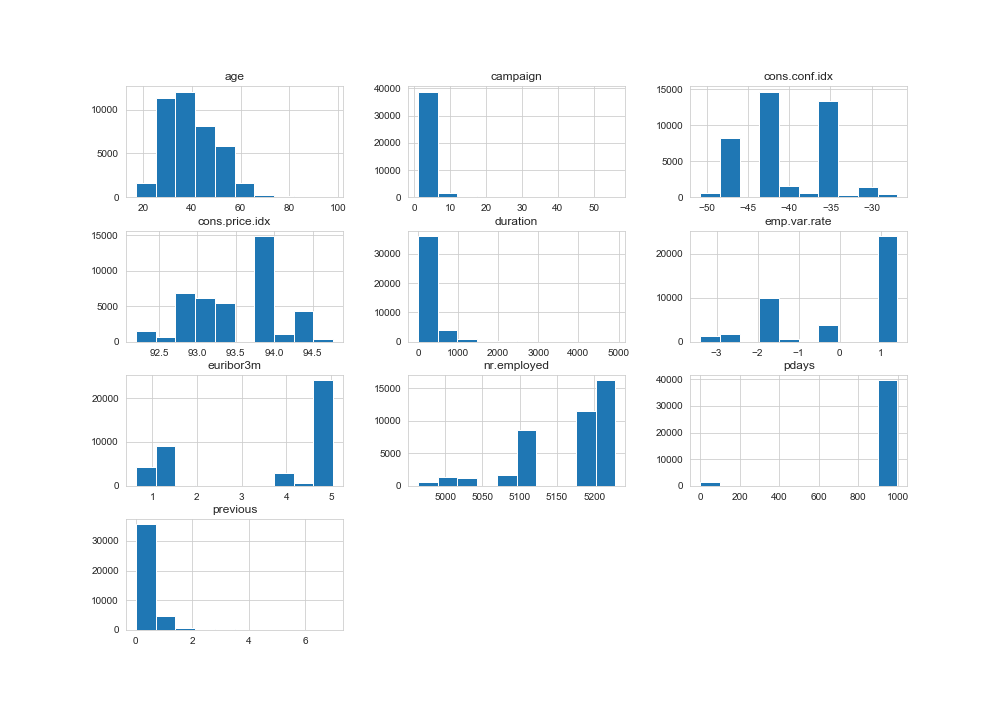 age
10000
5000
0
20 40 60 80 100
campaign
40000
30000
20000
10000
0
0 10 20 30 40 50
cons.conf.idx
15000
10000
5000
0
−50 −45 −40 −35 −30
cons.price.idx
15000
10000
5000
0
92.5 93.0 93.5 94.0 94.5
duration
30000
20000
10000
0
0 1000 2000 3000 4000 5000
emp.var.rate
20000
10000
0
−3 −2 −1 0 1
euribor3m
20000
10000
0
1 2 3 4 5
nr.employed
15000
10000
5000
0
5000 5050 5100 5150 5200
pdays
40000
30000
20000
10000
0
0 200 400 600 800 1000
previous
30000
20000
10000
0
0 2 4 6